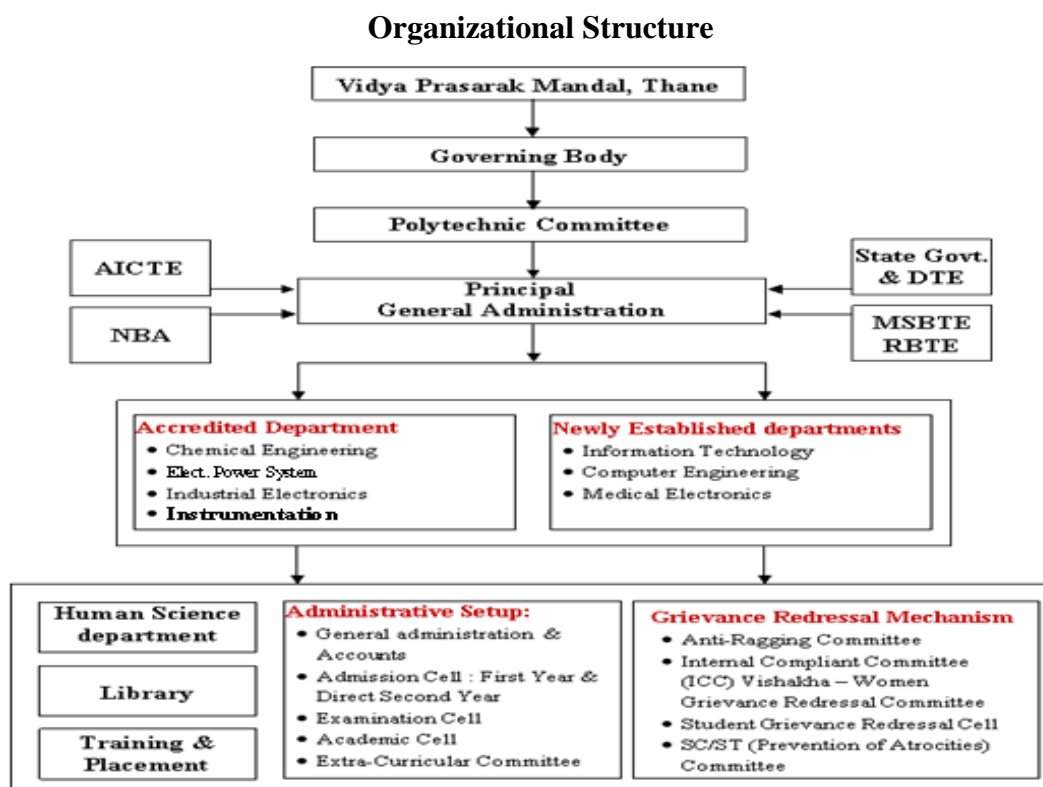 Organizational Structure
Vidya Prasarak Mandal, Thane
Governing Body
Polytechnic Committee
AICTE
NBA
Principal
General Administration
State Govt.
& DTE
MSBTE
RBTE
Accredited Department
• Chemical Engineering
• Elect. Power System
• Industrial Electronics
• Instrumentation
Newly Established departments
• Information Technology
• Computer Engineering
• Medical Electronics
Human Science
department
Library
Training &
Placement
Administrative Setup:
• General administration &
Accounts
• Admission Cell : First Year &
Direct Second Year
• Examination Cell
• Academic Cell
• Extra-Curricular Committee
Grievance Redressal Mechanism
• Anti-Ragging Committee
• Internal Compliant Committee
(ICC) Vishakha – Women
Grievance Redressal Committee
• Student Grievance Redressal Cell
• SC/ST (Prevention of Atrocities)
Committee